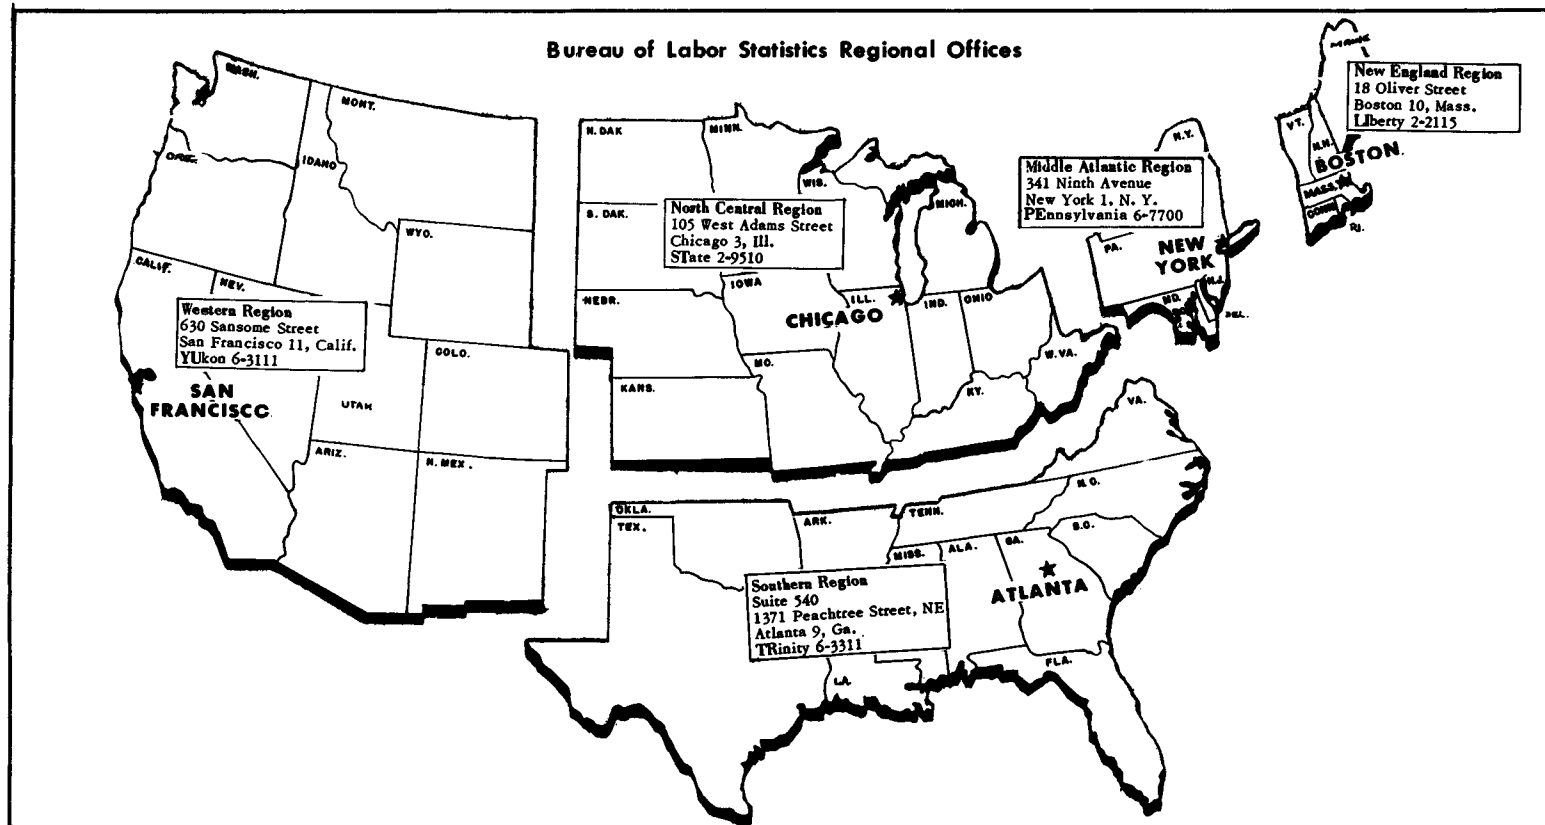 Bureau of Labor Statistics Regional Offices
New England Region
18 Oliver Street
Boston 10, Mass.
LIberty 2-2115
Middle Atlantic Region
341 Ninth Avenue
New York 1, N. Y.
PEnnsylvania 6-7700
North Central Region
105 West Adams Street
Chicago 3, Ill.
STate 2-9510
Western Region
630 Sansome Street
San Francisco 11, Calif.
YUkon 6-3111
Southern Region
Suite 540
1371 Peachtree Street, NE
Atlanta 9, Ga.
TRinity 6-3311
WASH.
MONT.
OREG.
IDAHO
WYO.
CALIF.
NEV.
UTAH
COLO.
ARIZ.
N. MEX.
SAN
FRANCISCO
N. DAK
MINN.
S. DAK.
WIS.
MICH.
NEBR.
IOWA
ILL.
IND.
OHIO
CHICAGO
KANS.
MO.
KY.
W. VA.
MAINE
VT.
N.H.
BOSTON
MASS.
CONN.
R.I.
N.Y.
PA.
NEW
YORK
N.J.
MD.
DEL.
VA.
OKLA.
TEX.
ARK.
TENN.
N. C.
S.C.
MISS.
ALA.
GA.
ATLANTA
LA.
FLA.